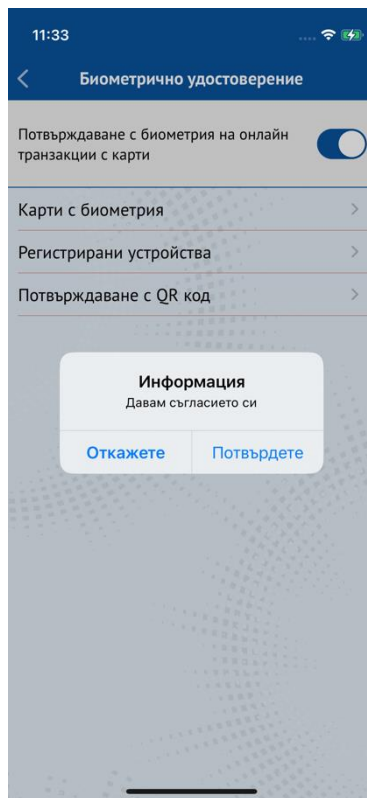 11:33
Биометрично удостоверение
Потвърждаване с биометрия на онлайн
транзакции с карти
Карти с биометрия
Регистрирани устройства
Потвърждаване с QR код
Информация
Давам съгласието си
Откажете
Потвърдете